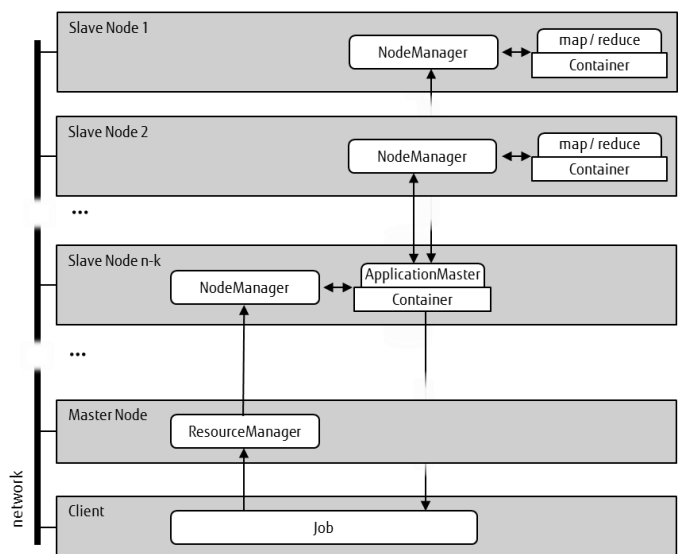 Slave Node 1
NodeManager
map / reduce
Container
Slave Node 2
NodeManager
map / reduce
Container
...
Slave Node n-k
NodeManager
ApplicationMaster
Container
...
Master Node
ResourceManager
network
Client
Job